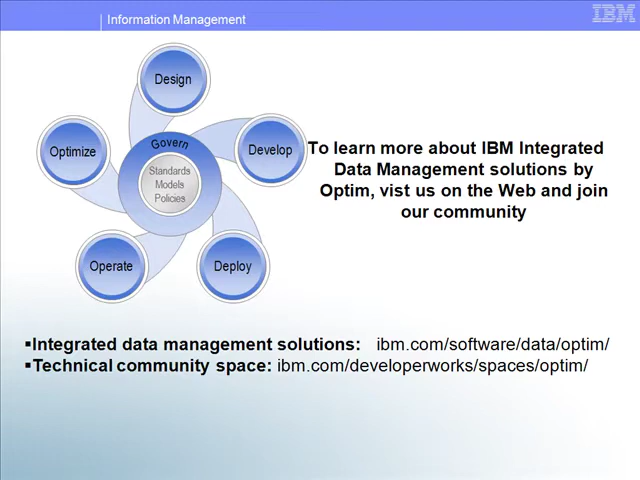 Information Management
IBM
Design
Optimize
Govern
Develop
Standards
Models
Policies
Operate
Deploy
To learn more about IBM Integrated
Data Management solutions by
Optim, vist us on the Web and join
our community
▪Integrated data management solutions: ibm.com/software/data/optim/
▪Technical community space: ibm.com/developerworks/spaces/optim/